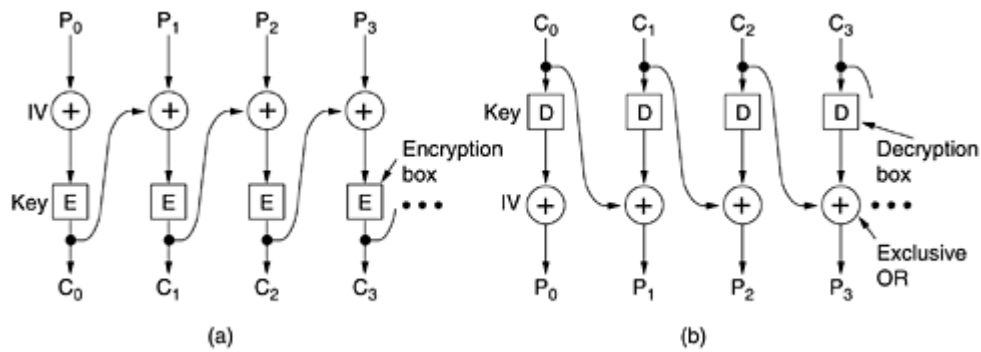 P0 P1 P2 P3
IV + + + +
Encryption
box
Key E E E E
C0 C1 C2 C3
(a)
C0 C1 C2 C3
Key D D D D
Decryption
box
IV + + + +
Exclusive
OR
P0 P1 P2 P3
(b)